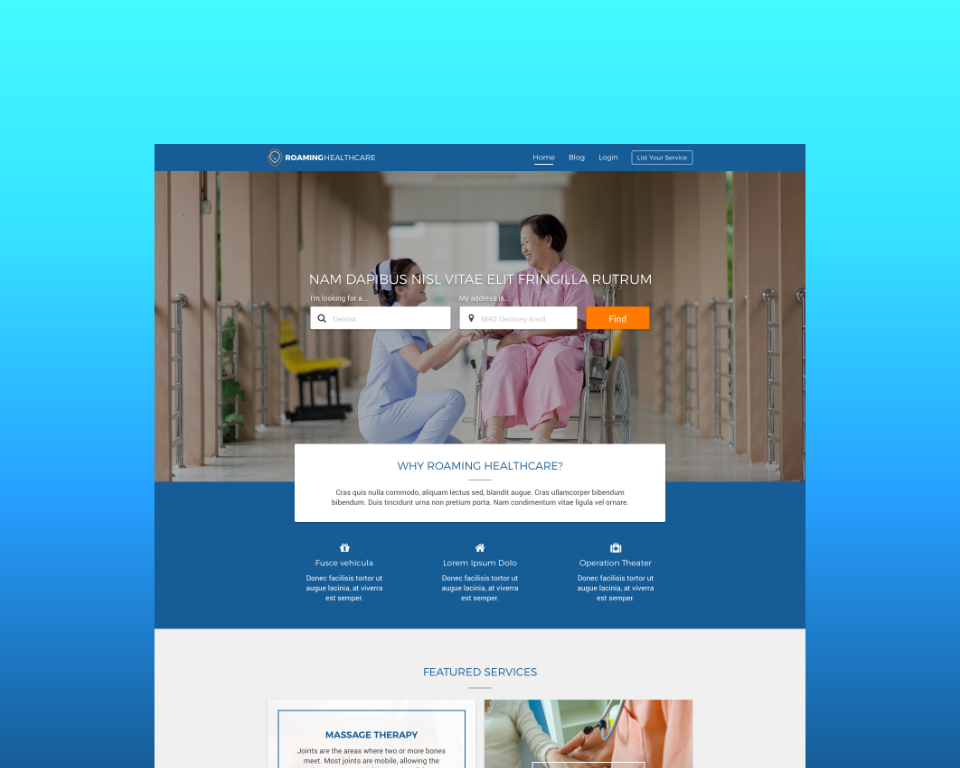 ROAMINGHEALTHCARE
Home Blog Login List Your Service
NAM DAPIBUS NISL VITAE ELIT FRINGILLA RUTRUM
I'm looking for a... My address is...
Dentist 6692 Destiney Knoll Find
WHY ROAMING HEALTHCARE?
Cras quis nulla commodo, aliquam lectus sed, blandit augue. Cras ullamcorper bibendum
bibendum. Duis tincidunt urna non pretium porta. Nam condimentum vitae ligula vel ornare.
Fusce vehicula
Donec facilisis tortor ut
augue lacinia, at viverra
est semper.
Lorem Ipsum Dolo
Donec facilisis tortor ut
augue lacinia, at viverra
est semper.
Operation Theater
Donec facilisis tortor ut
augue lacinia, at viverra
est semper.
FEATURED SERVICES
MASSAGE THERAPY
Joints are the areas where two or more bones
meet. Most joints are mobile, allowing the